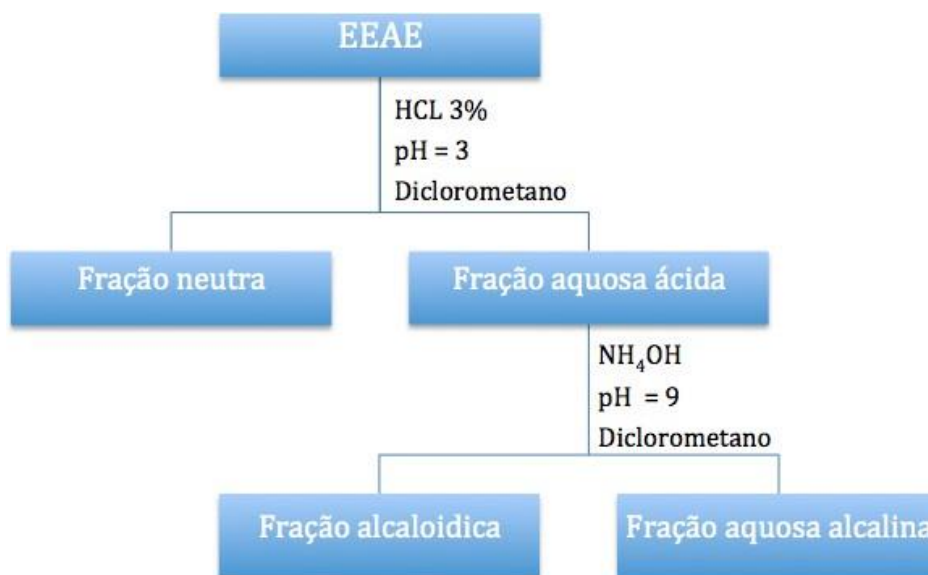 EEAE
HCL 3%
pH = 3
Diclorometano
Fração neutra
Fração aquosa ácida
NH₄OH
pH = 9
Diclorometano
Fração alcaloidica
Fração aquosa alcalina